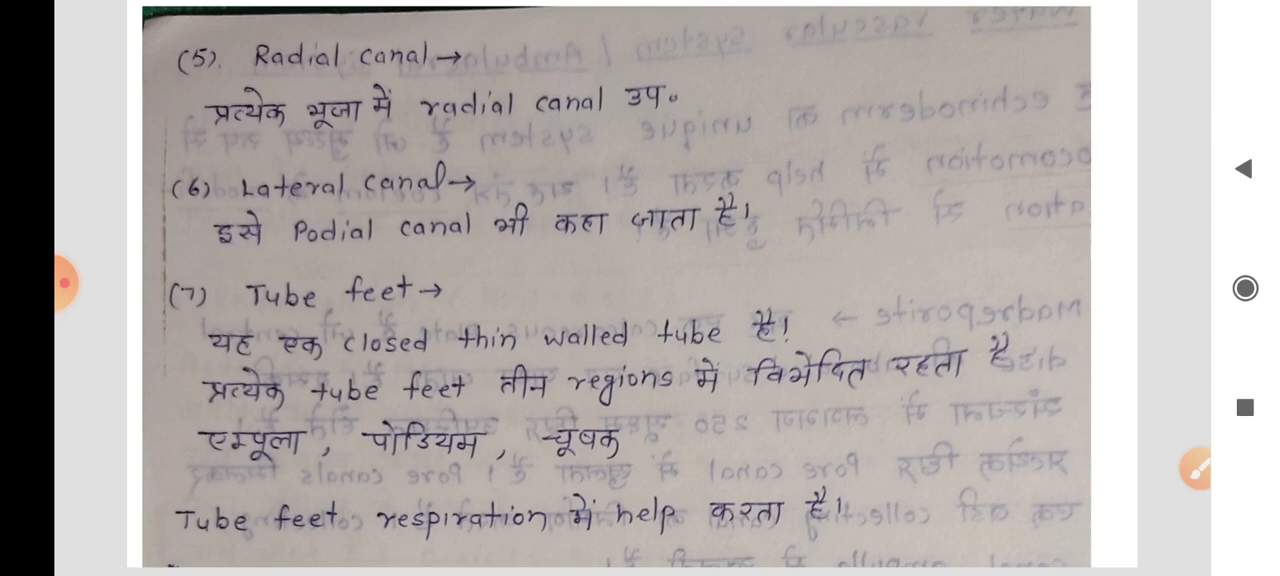 (5). Radial canal →
प्रत्येक भूजा में radial canal उप॰
(6) Lateral canal →
इसे Podial canal भी कहा जाता है।
(7) Tube feet →
यह एक closed thin walled tube है।
प्रत्येक tube feet तीन regions में विभेदित रहता है
एम्पूला, पोडियम, चूषक
Tube feet respiration में help करता है।